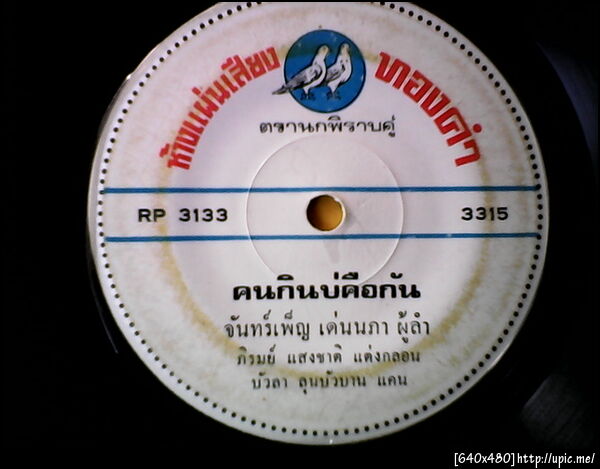 ห้างแผ่นเสียง ทองคำ
ตรานกพิราบคู่
RP 3133 3315
คนกินบ่คือกัน
จันทร์เพ็ญ เด่นนภา ผู้ลำ
ภิรมย์ แสงชาติ แต่งกลอน
บัวลา ลุนบัวบาน แคน
[640x480]http://upic.me/